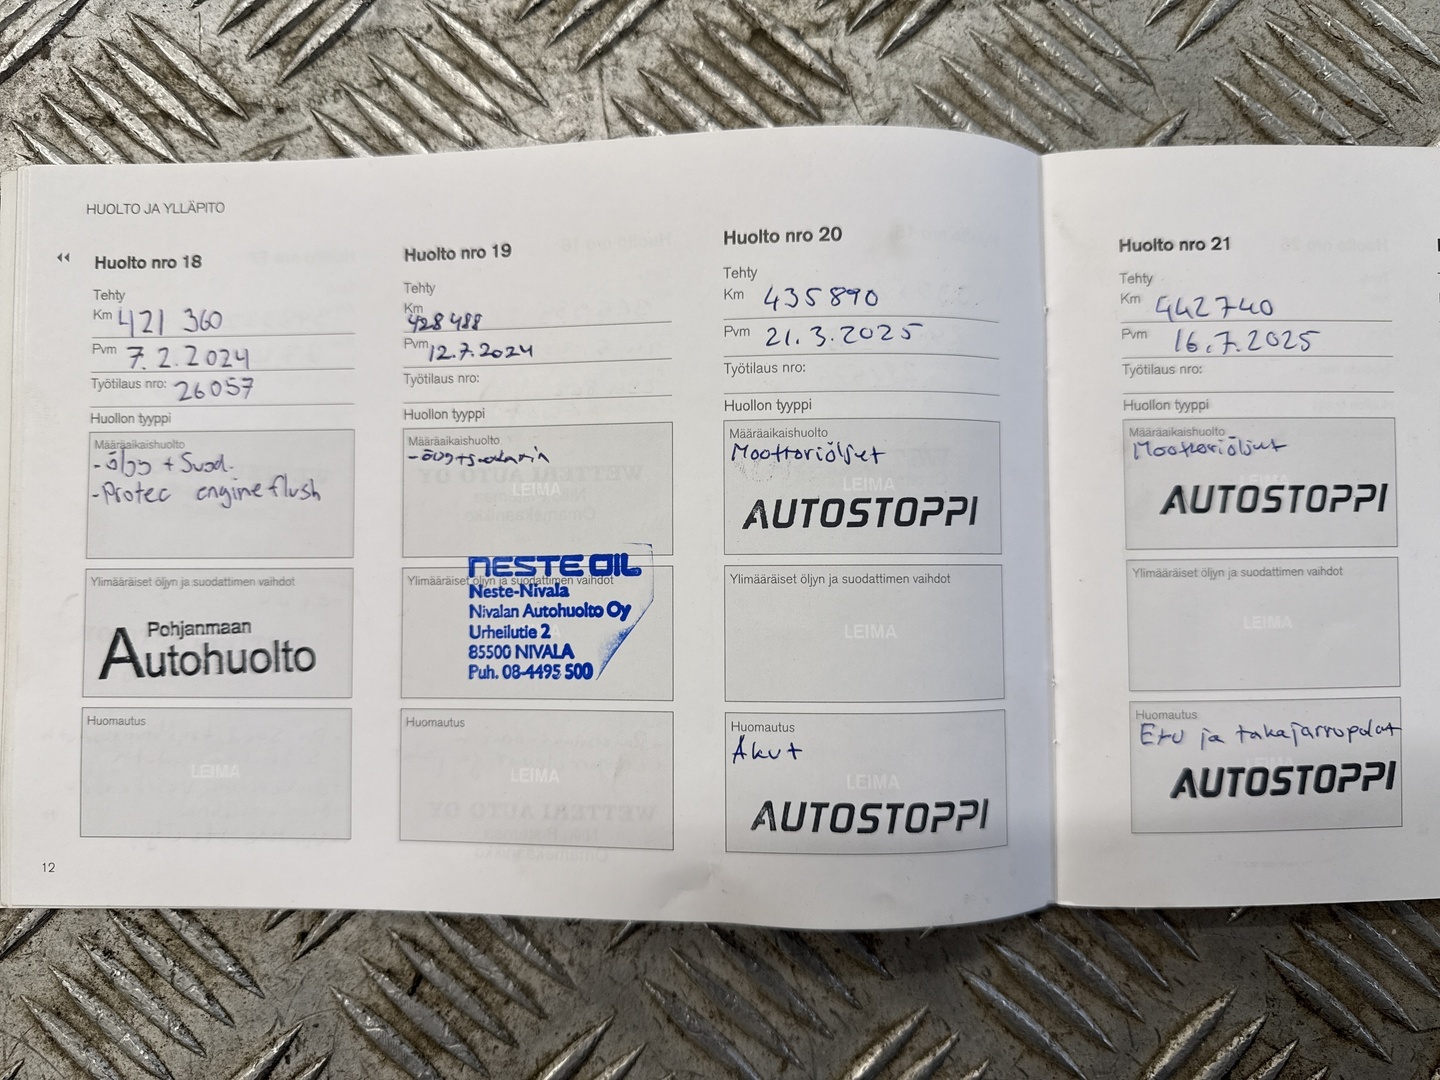 HUOLTO JA YLLÄPITO
Huolto nro 18
Tehty
Km 421 360
Pvm 7.2.2024
Työtilaus nro: 26057
Huollon tyyppi
Määräaikaishuolto
- öljy + Suod.
- Protec engine flush
Ylimääräiset öljyn ja suodattimen vaihdot
Pohjanmaan
Autohuolto
Huomautus
LEIMA
12
Huolto nro 19
Tehty
Km
428 488
Pvm 12.7.2024
Työtilaus nro:
Huollon tyyppi
Määräaikaishuolto
LEIMA
NESTE OIL
Ylimääräiset öljyn ja suodattimen vaihdot
Neste-Nivala
Nivalan Autohuolto Oy
Urheilutie 2
85500 NIVALA
Puh. 08-4495 500
Huomautus
LEIMA
Huolto nro 20
Tehty
Km 435890
Pvm 21.3.2025
Työtilaus nro:
Huollon tyyppi
Määräaikaishuolto
Moottoriöljyt
LEIMA
AUTOSTOPPI
Ylimääräiset öljyn ja suodattimen vaihdot
LEIMA
Huomautus
Akut
LEIMA
AUTOSTOPPI
Huolto nro 21
Tehty
Km 442740
Pvm 16.7.2025
Työtilaus nro:
Huollon tyyppi
Määräaikaishuolto
Moottoriöljyt
LEIMA
AUTOSTOPPI
Ylimääräiset öljyn ja suodattimen vaihdot
LEIMA
Huomautus
Etu ja takajarrupalat
AUTOSTOPPI